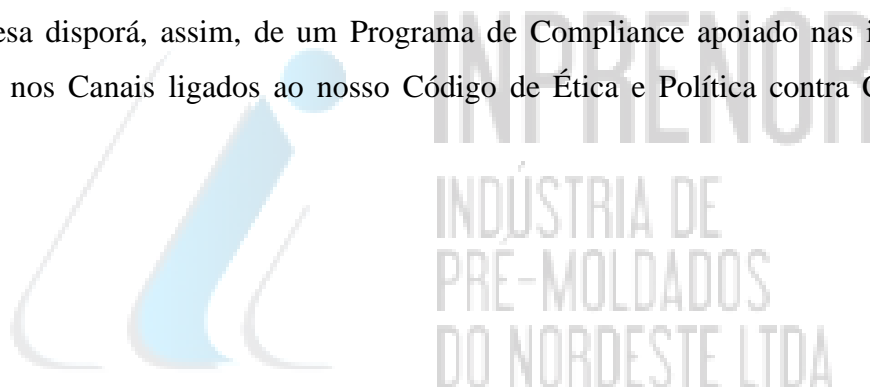 esa disporá, assim, de um Programa de Compliance apoiado nas i
nos Canais ligados ao nosso Código de Ética e Política contra C
INPRENOR
INDÚSTRIA DE
PRÉ-MOLDADOS
DO NORDESTE LTDA